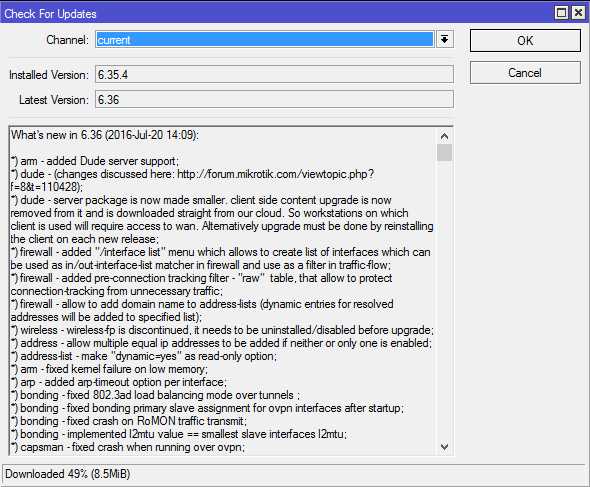 Check For Updates
Channel: current
OK
Installed Version: 6.35.4
Cancel
Latest Version: 6.36
What's new in 6.36 (2016-Jul-20 14:09):
*) arm - added Dude server support;
*) dude - (changes discussed here: http://forum.mikrotik.com/viewtopic.php?
f=8&t=110428);
*) dude - server package is now made smaller. client side content upgrade is now
removed from it and is downloaded straight from our cloud. So workstations on which
client is used will require access to wan. Alternatively upgrade must be done by reinstalling
the client on each new release;
*) firewall - added "/interface list" menu which allows to create list of interfaces which can
be used as in/out-interface-list matcher in firewall and use as a filter in traffic-flow;
*) firewall - added pre-connection tracking filter - "raw" table, that allow to protect
connection-tracking from unnecessary traffic;
*) firewall - allow to add domain name to address-lists (dynamic entries for resolved
addresses will be added to specified list);
*) wireless - wireless-fp is discontinued, it needs to be uninstalled/disabled before upgrade;
*) address - allow multiple equal ip addresses to be added if neither or only one is enabled;
*) address-list - make "dynamic=yes" as read-only option;
*) arm - fixed kernel failure on low memory;
*) arp - added arp-timeout option per interface;
*) bonding - fixed 802.3ad load balancing mode over tunnels ;
*) bonding - fixed bonding primary slave assignment for ovpn interfaces after startup;
*) bonding - fixed crash on RoMON traffic transmit;
*) bonding - implemented l2mtu value == smallest slave interfaces l2mtu;
*) capsman - fixed crash when running over ovpn;
Downloaded 49% (8.5MiB)